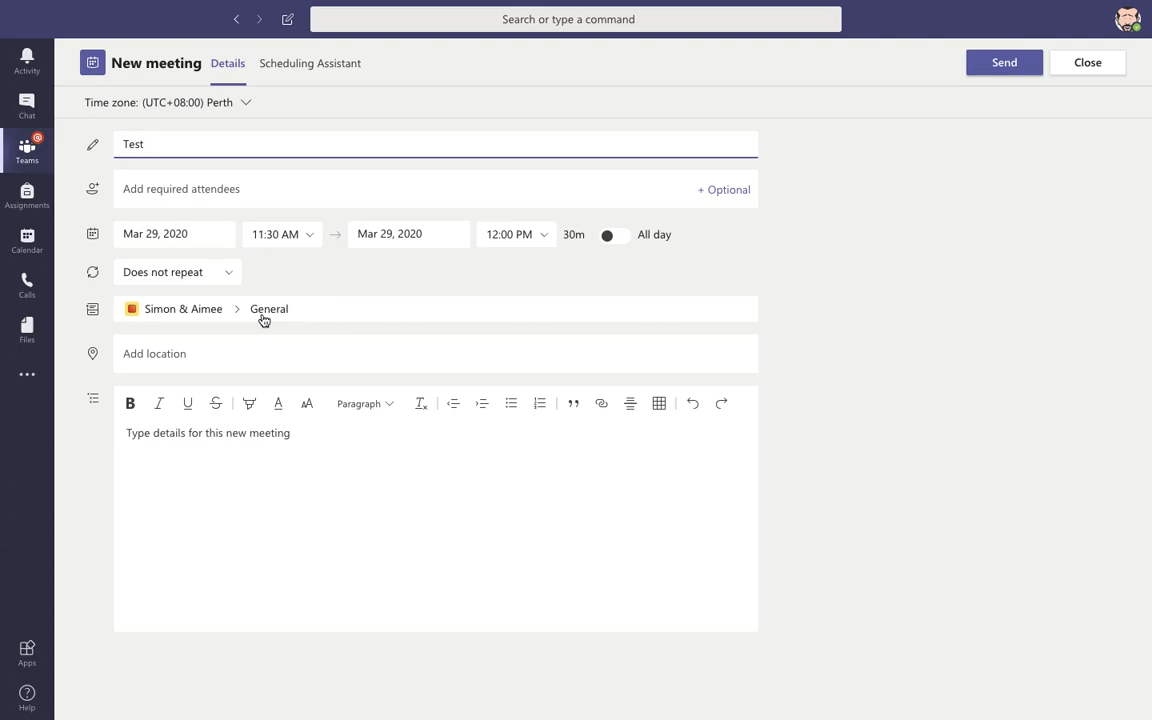 Search or type a command
New meeting Details Scheduling Assistant Send Close
Time zone: (UTC+08:00) Perth
Test
Add required attendees + Optional
Mar 29, 2020 11:30 AM → Mar 29, 2020 12:00 PM 30m All day
Does not repeat
Simon & Aimee > General
Add location
B I U S A AA Paragraph
Type details for this new meeting
Activity
Chat
Teams
Assignments
Calendar
Calls
Files
Apps
Help